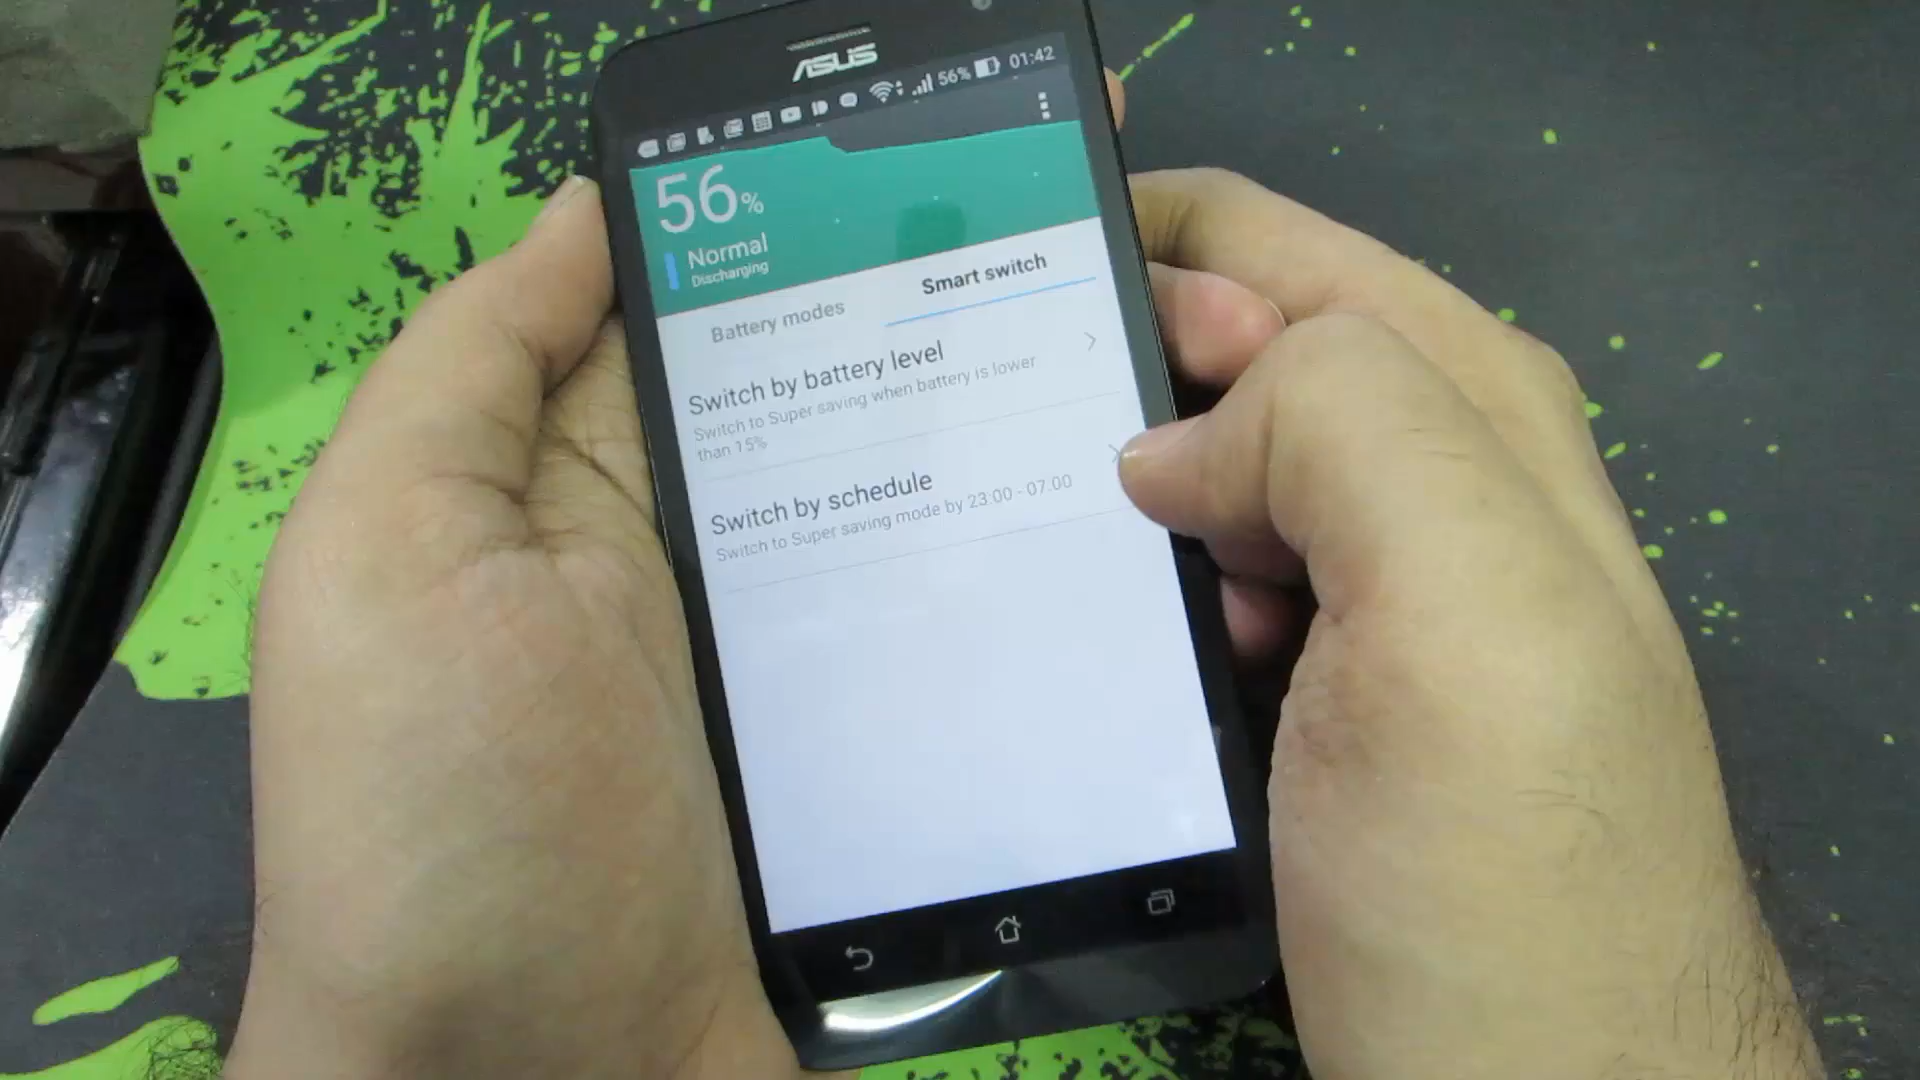 ASUS
56% 01:42
56%
Normal
Discharging
Battery modes Smart switch
Switch by battery level
Switch to Super saving when battery is lower
than 15%
Switch by schedule
Switch to Super saving mode by 23:00 - 07:00